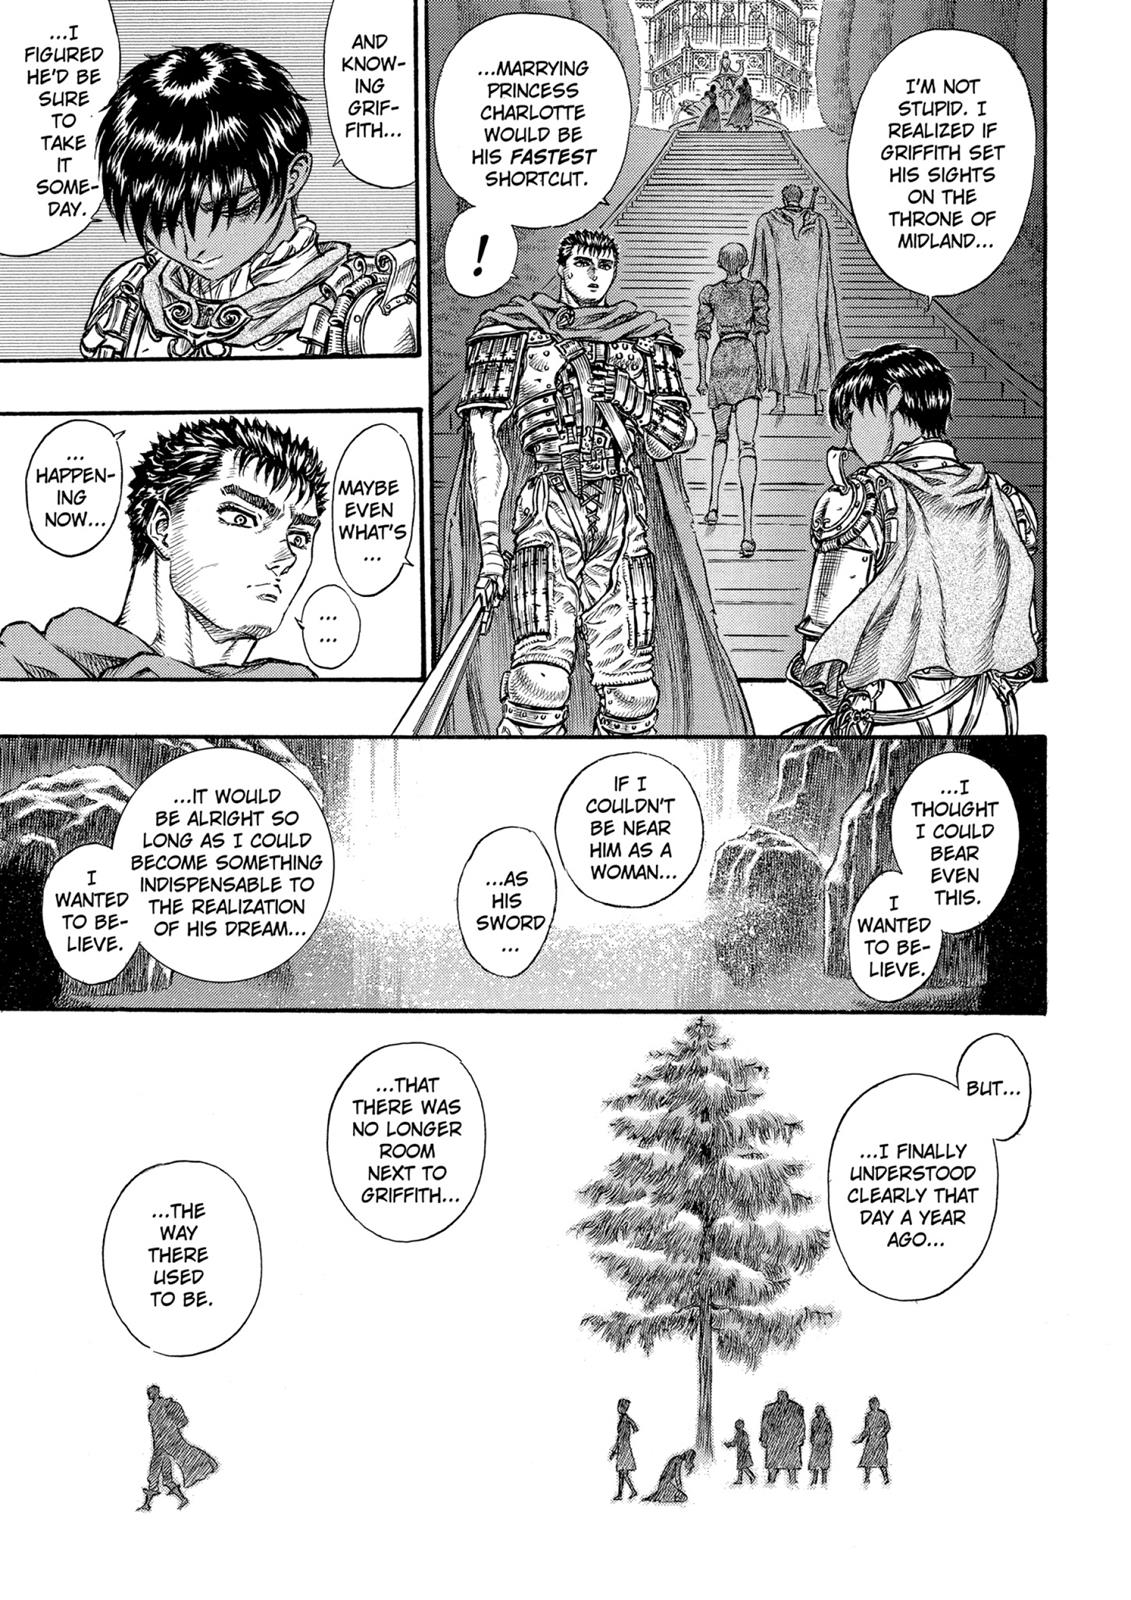 I'M NOT
STUPID. I
REALIZED IF
GRIFFITH SET
HIS SIGHTS
ON THE
THRONE OF
MIDLAND...
...MARRYING
PRINCESS
CHARLOTTE
WOULD BE
HIS FASTEST
SHORTCUT.
!
AND
KNOW-
ING
GRIF-
FITH...
...I
FIGURED
HE'D BE
SURE
TO
TAKE
IT
SOME-
DAY.
MAYBE
EVEN
WHAT'S
...
...
HAPPEN-
ING
NOW...
...
...
...I
THOUGHT
I COULD
BEAR
EVEN
THIS.
I
WANTED
TO BE-
LIEVE.
IF I
COULDN'T
BE NEAR
HIM AS A
WOMAN...
...AS
HIS
SWORD
...
...IT WOULD
BE ALRIGHT SO
LONG AS I COULD
BECOME SOMETHING
INDISPENSABLE TO
THE REALIZATION
OF HIS DREAM...
I
WANTED
TO BE-
LIEVE.
BUT...
...I FINALLY
UNDERSTOOD
CLEARLY THAT
DAY A YEAR
AGO...
...THAT
THERE WAS
NO LONGER
ROOM
NEXT TO
GRIFFITH...
...THE
WAY
THERE
USED
TO BE.